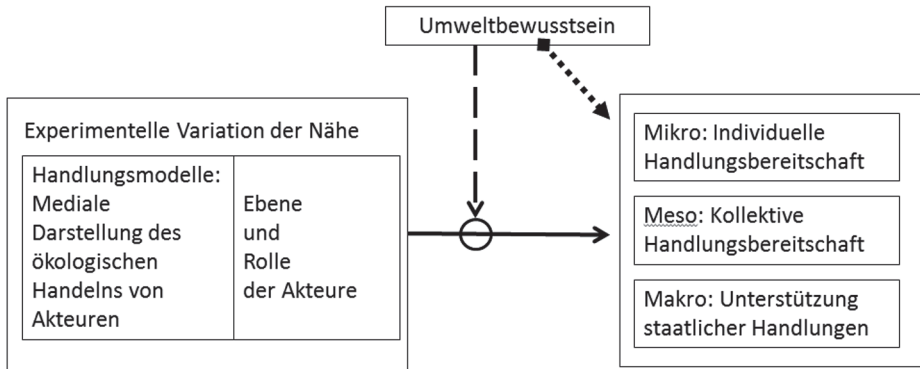 Umweltbewusstsein
Experimentelle Variation der Nähe
Handlungsmodelle:
Mediale
Darstellung des
ökologischen
Handelns von
Akteuren
Ebene
und
Rolle
der Akteure
Mikro: Individuelle
Handlungsbereitschaft
Meso: Kollektive
Handlungsbereitschaft
Makro: Unterstützung
staatlicher Handlungen